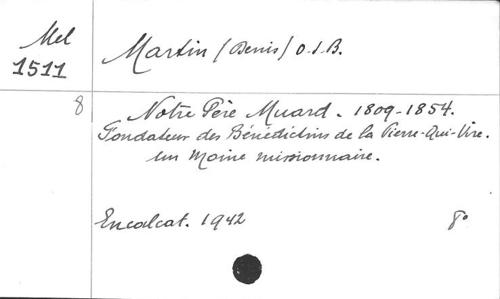 Mel
1511
Martin (Denis) O.S.B.
8
Notre Père Muard. 1809-1854.
Fondateur des Bénédictins de la Pierre-Qui-Vire.
Un Moine missionnaire.
Encalcat. 1942
8°